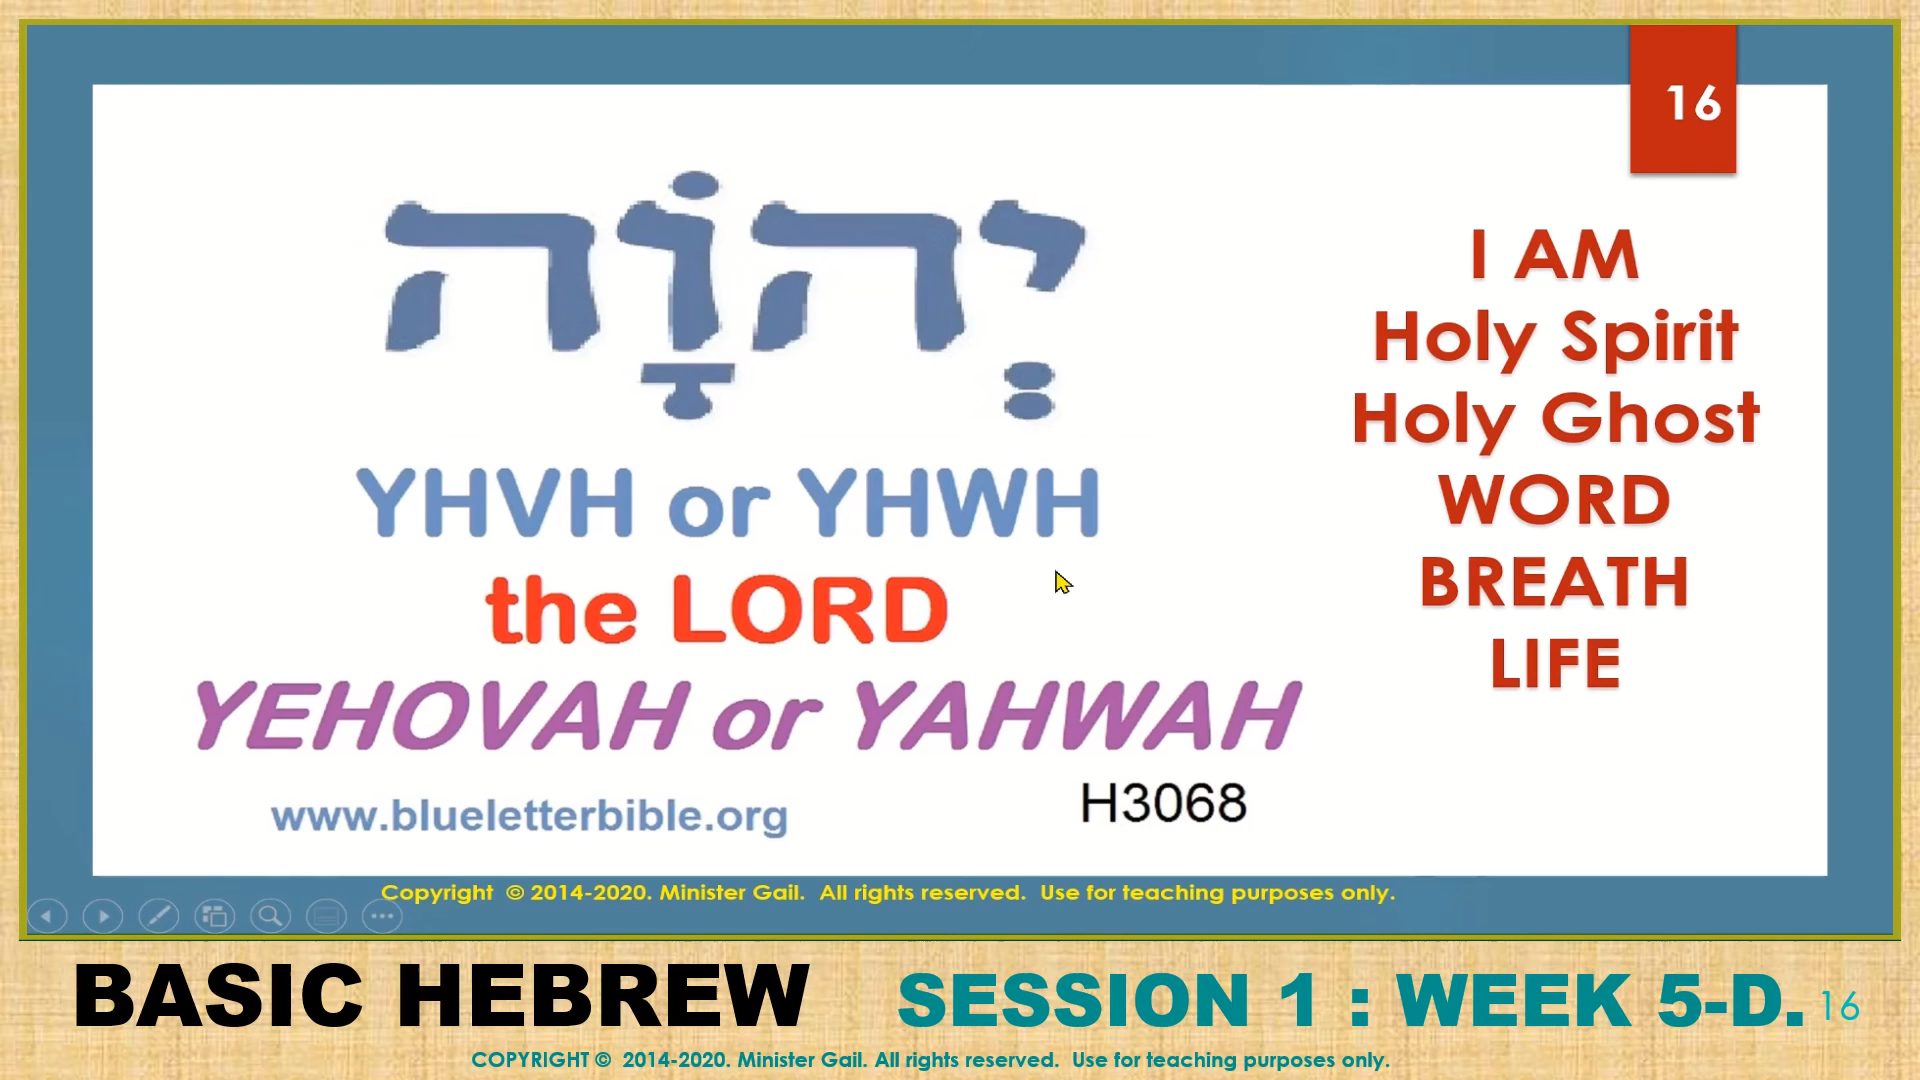 16
יְהוָֹה
YHVH or YHWH
the LORD
YEHOVAH or YAHWAH
www.blueletterbible.org
H3068
I AM
Holy Spirit
Holy Ghost
WORD
BREATH
LIFE
Copyright © 2014-2020. Minister Gail. All rights reserved. Use for teaching purposes only.
BASIC HEBREW SESSION 1 : WEEK 5-D. 16
COPYRIGHT © 2014-2020. Minister Gail. All rights reserved. Use for teaching purposes only.